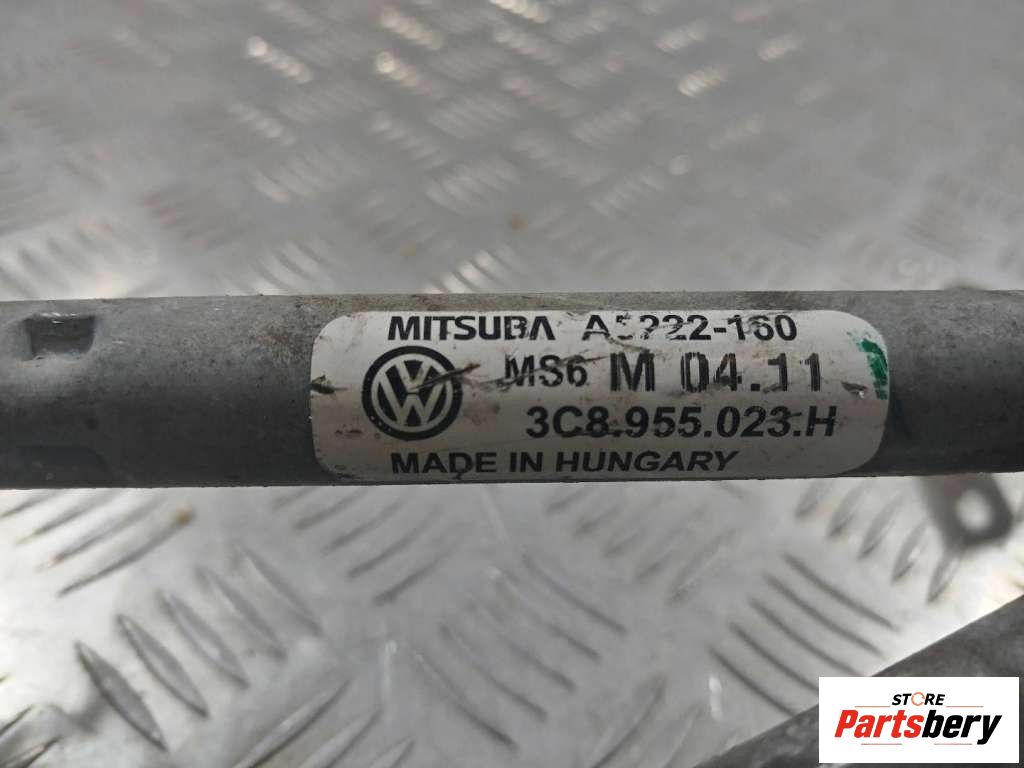 MITSUBA
MS6 M 04.11
3C8.955.023.H
MADE IN HUNGARY
STORE
Partsbery